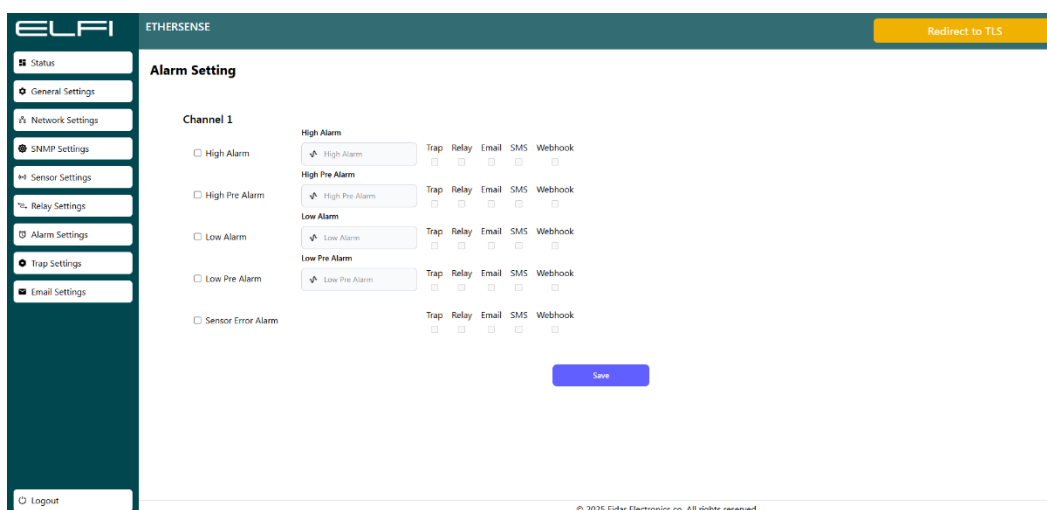 ELFI
ETHERSENSE
Redirect to TLS
Status
General Settings
Network Settings
SNMP Settings
Sensor Settings
Relay Settings
Alarm Settings
Trap Settings
Email Settings
Logout
Alarm Setting
Channel 1
High Alarm
High Alarm
High Alarm
Trap Relay Email SMS Webhook
High Pre Alarm
High Pre Alarm
High Pre Alarm
Trap Relay Email SMS Webhook
Low Alarm
Low Alarm
Low Alarm
Trap Relay Email SMS Webhook
Low Pre Alarm
Low Pre Alarm
Low Pre Alarm
Trap Relay Email SMS Webhook
Sensor Error Alarm
Trap Relay Email SMS Webhook
Save
© 2025 Fidar Electronics co. All rights reserved